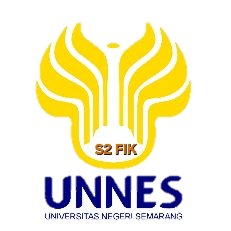 S2 FIK
UNNES
UNIVERSITAS NEGERI SEMARANG